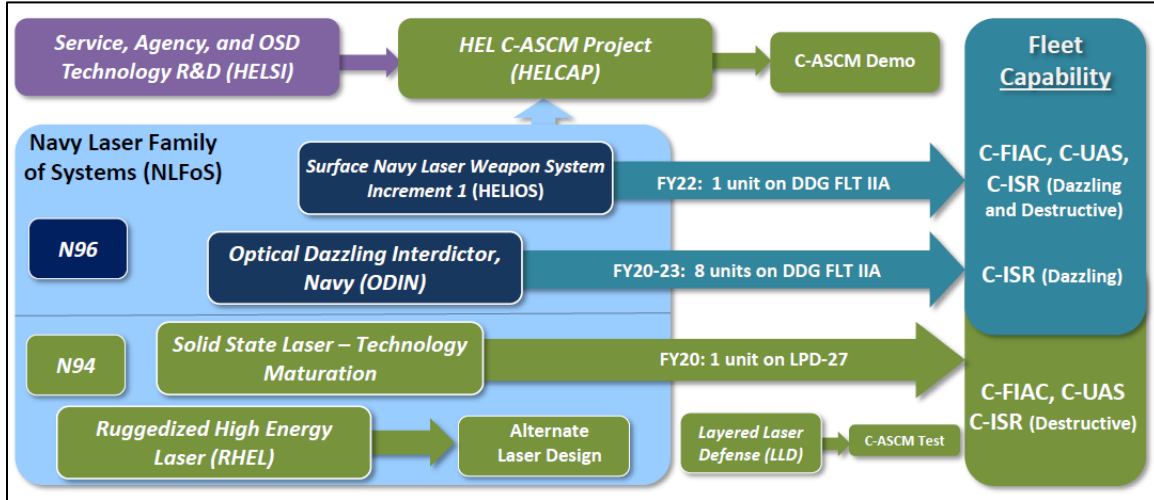 Service, Agency, and OSD
Technology R&D (HELSI)
HEL C-ASCM Project
(HELCAP)
C-ASCM Demo
Fleet
Capability
Navy Laser Family
of Systems (NLFoS)
Surface Navy Laser Weapon System
Increment 1 (HELIOS)
FY22: 1 unit on DDG FLT IIA
C-FIAC, C-UAS,
C-ISR (Dazzling
and Destructive)
N96
Optical Dazzling Interdictor,
Navy (ODIN)
FY20-23: 8 units on DDG FLT IIA
C-ISR (Dazzling)
N94
Solid State Laser – Technology
Maturation
FY20: 1 unit on LPD-27
C-FIAC, C-UAS
C-ISR (Destructive)
Ruggedized High Energy
Laser (RHEL)
Alternate
Laser Design
Layered Laser
Defense (LLD)
C-ASCM Test